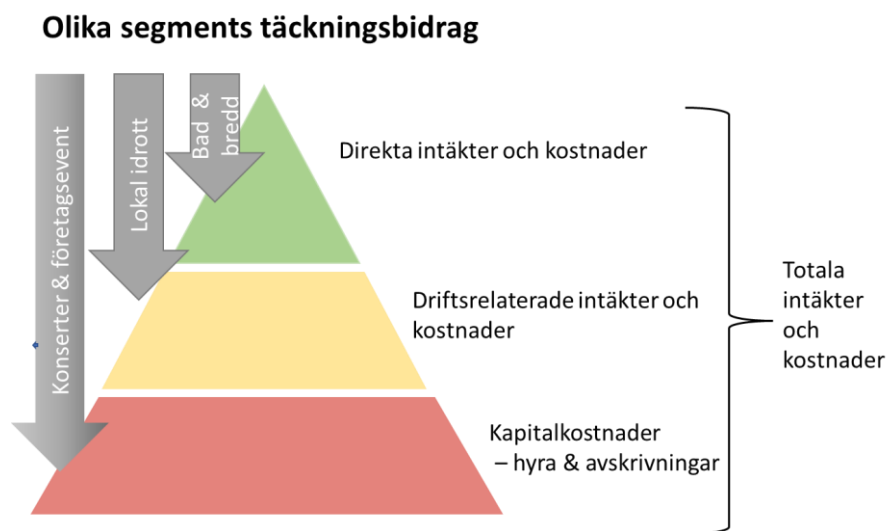 Olika segments täckningsbidrag
Konserter & företagsevent
Lokal idrott
Bad & 
bredd
Direkta intäkter och kostnader
Driftsrelaterade intäkter och
kostnader
Kapitalkostnader
– hyra & avskrivningar
Totala
intäkter
och
kostnader